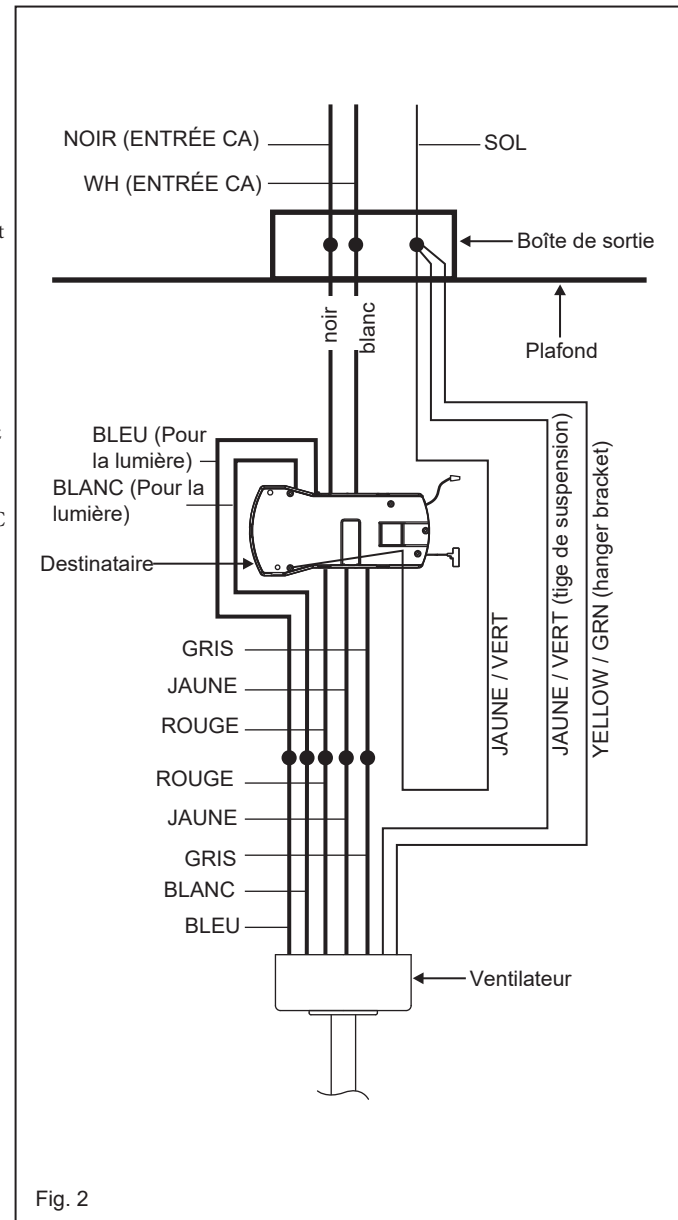 NOIR (ENTRÉE CA)
SOL
WH (ENTRÉE CA)
t
Boîte de sortie
noir
blanc
Plafond
BLEU (Pour
la lumière)
BLANC (Pour la
lumière)
C
Destinataire
JAUNE / VERT
JAUNE / VERT (tige de suspension)
YELLOW / GRN (hanger bracket)
GRIS
JAUNE
ROUGE
ROUGE
JAUNE
GRIS
BLANC
BLEU
Ventilateur
Fig. 2